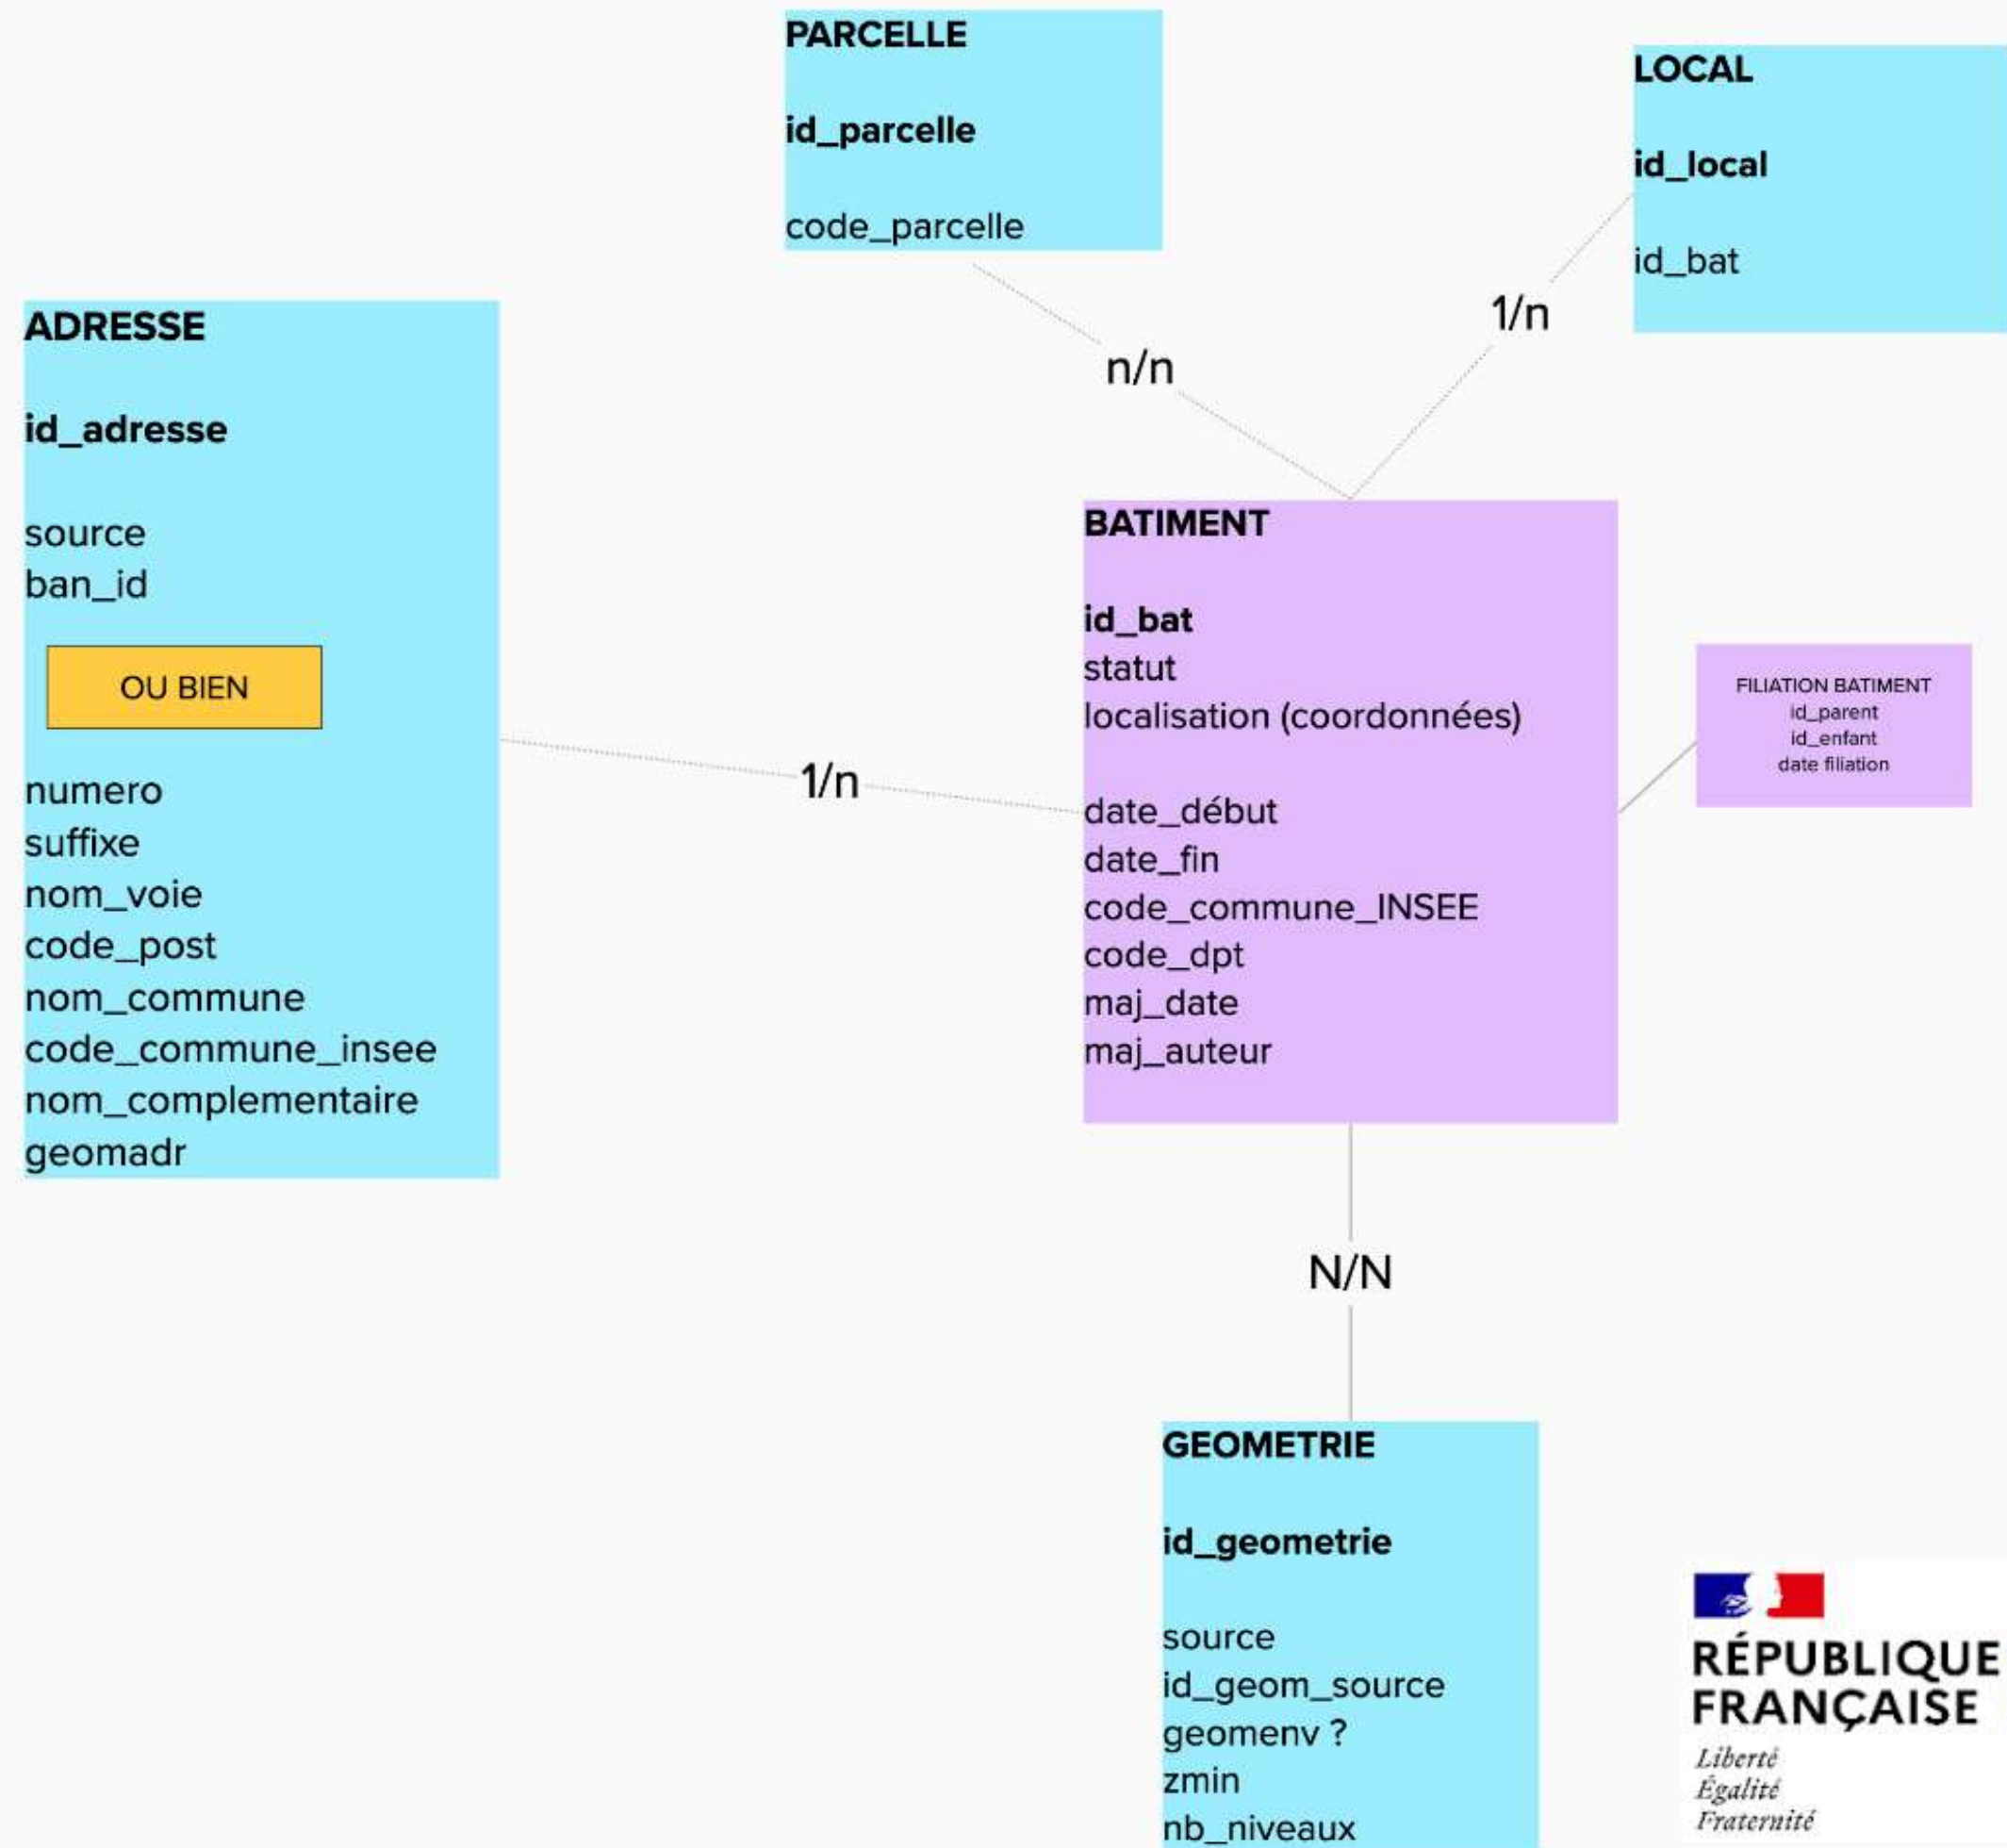 PARCELLE
id_parcelle
code_parcelle
LOCAL
id_local
id_bat
n/n
1/n
ADRESSE
id_adresse
source
ban_id
OU BIEN
numero
suffixe
nom_voie
code_post
nom_commune
code_commune_insee
nom_complementaire
geomadr
1/n
BATIMENT
id_bat
statut
localisation (coordonnées)
date_début
date_fin
code_commune_INSEE
code_dpt
maj_date
maj_auteur
FILIATION BATIMENT
id_parent
id_enfant
date filiation
N/N
GEOMETRIE
id_geometrie
source
id_geom_source
geomenv ?
zmin
nb_niveaux
RÉPUBLIQUE
FRANÇAISE
Liberté
Égalité
Fraternité